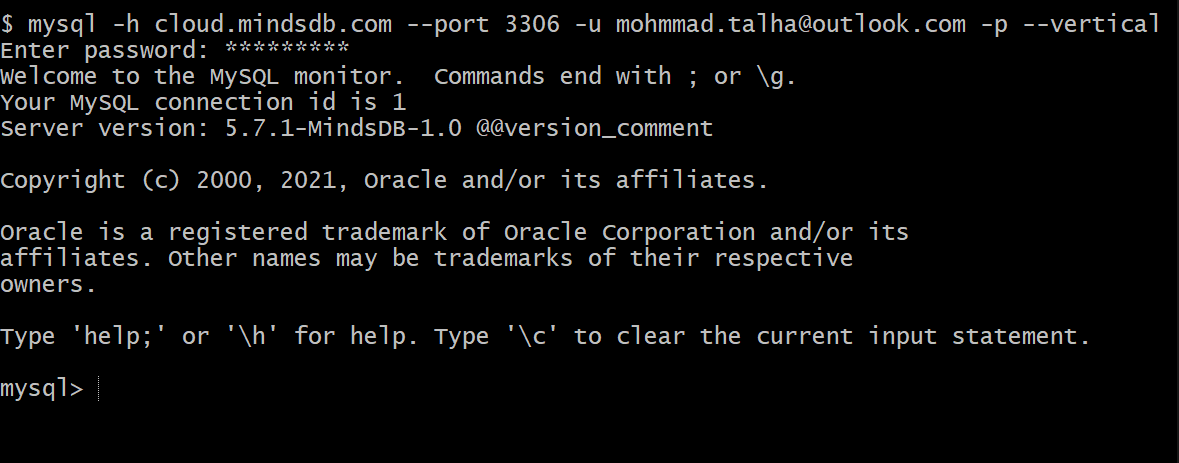 $ mysql -h cloud.mindsdb.com --port 3306 -u mohmmad.talha@outlook.com -p --vertical
Enter password: *********
Welcome to the MySQL monitor.  Commands end with ; or \g.
Your MySQL connection id is 1
Server version: 5.7.1-MindsDB-1.0 @@version_comment

Copyright (c) 2000, 2021, Oracle and/or its affiliates.

Oracle is a registered trademark of Oracle Corporation and/or its
affiliates. Other names may be trademarks of their respective
owners.

Type 'help;' or '\h' for help. Type '\c' to clear the current input statement.

mysql>